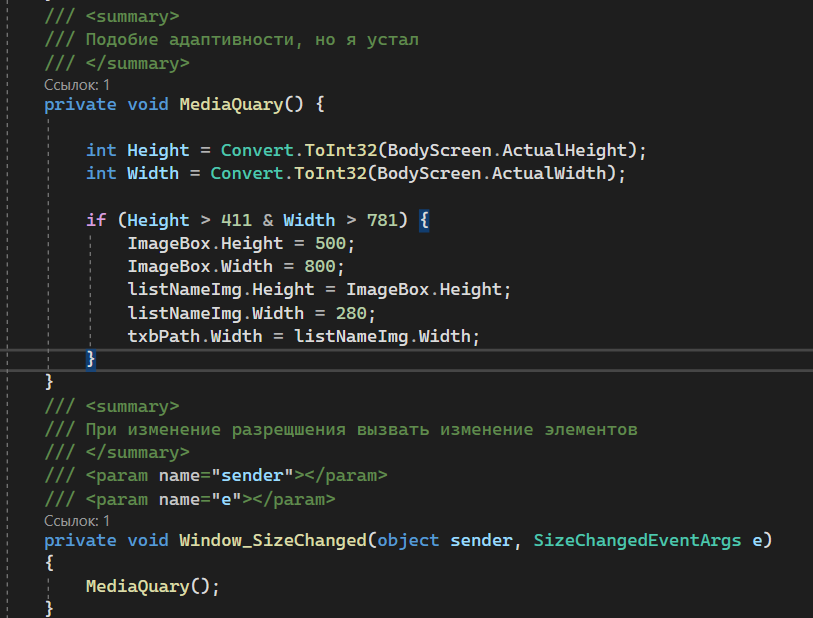 /// <summary>
/// Подобие адаптивности, но я устал
/// </summary>
Ссылок: 1
private void MediaQuary() {
int Height = Convert.ToInt32(BodyScreen.ActualHeight);
int Width = Convert.ToInt32(BodyScreen.ActualWidth);
if (Height > 411 & Width > 781) {
ImageBox.Height = 500;
ImageBox.Width = 800;
listNameImg.Height = ImageBox.Height;
listNameImg.Width = 280;
txbPath.Width = listNameImg.Width;
}
}
/// <summary>
/// При изменение разрещшения вызвать изменение элементов
/// </summary>
/// <param name="sender"></param>
/// <param name="e"></param>
Ссылок: 1
private void Window_SizeChanged(object sender, SizeChangedEventArgs e)
{
MediaQuary();
}